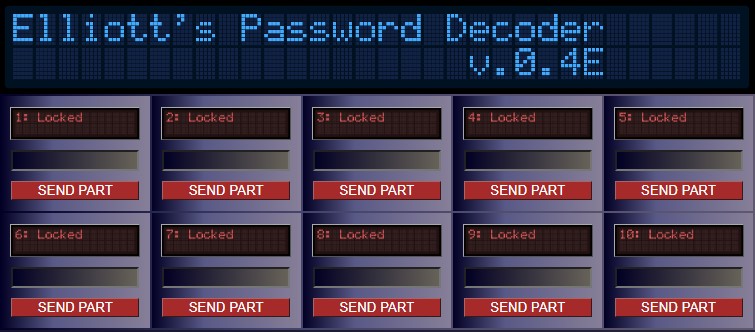 Elliott's Password Decoder
v.0.4E
1: Locked
2: Locked
3: Locked
4: Locked
5: Locked
SEND PART
SEND PART
SEND PART
SEND PART
SEND PART
6: Locked
7: Locked
8: Locked
9: Locked
10: Locked
SEND PART
SEND PART
SEND PART
SEND PART
SEND PART